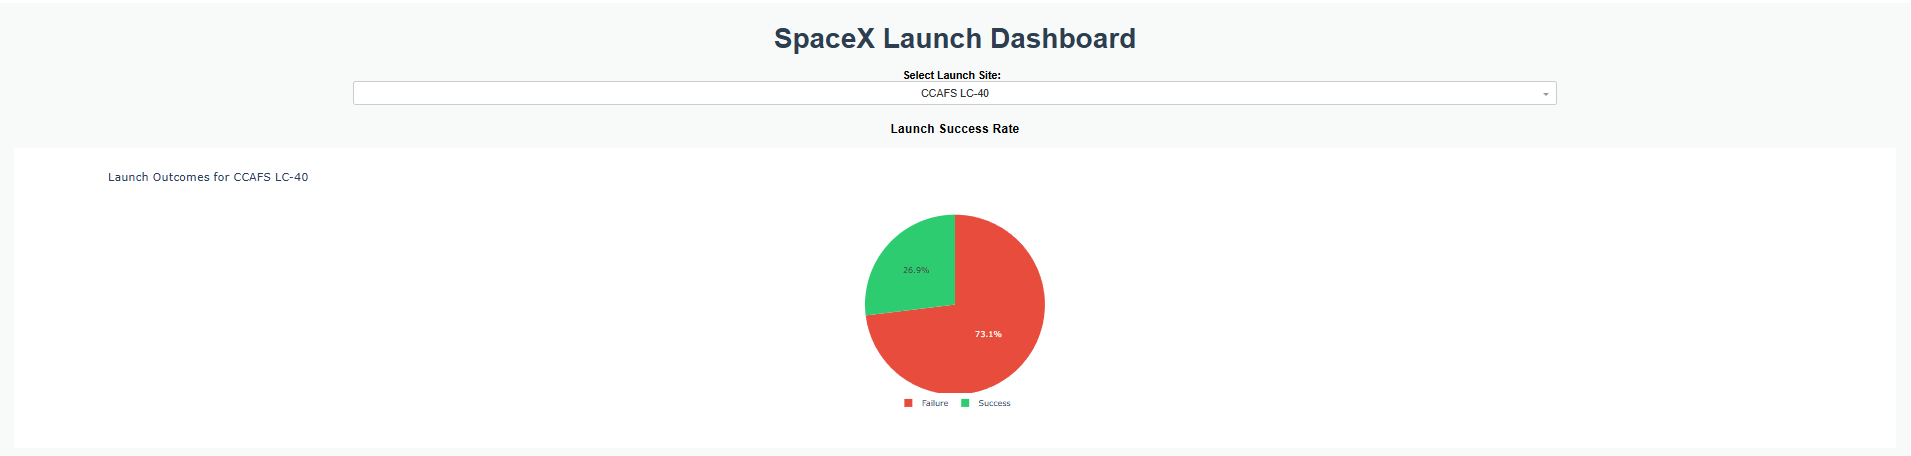 SpaceX Launch Dashboard
Select Launch Site:
CCAFS LC-40
Launch Success Rate
Launch Outcomes for CCAFS LC-40
26.9%
73.1%
Failure Success